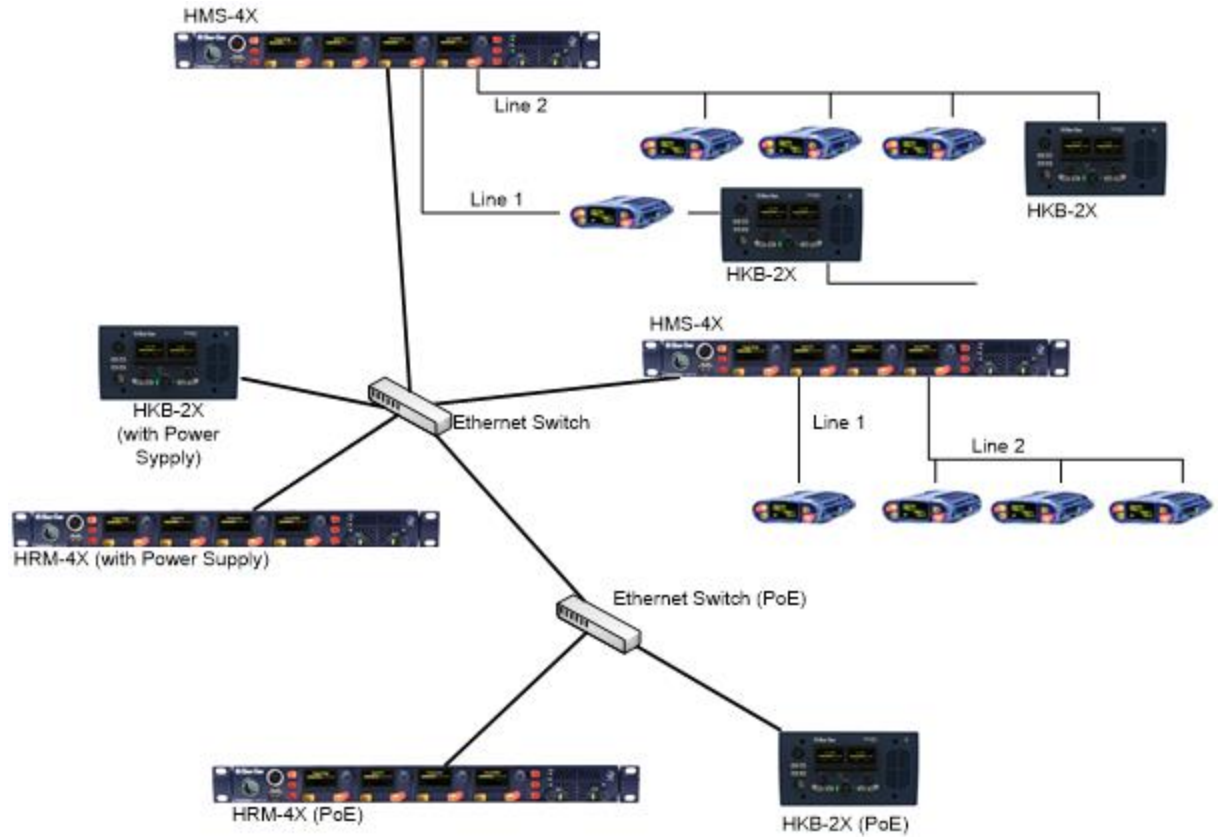 HMS-4X
Line 2
Line 1
HKB-2X
HKB-2X
HMS-4X
HKB-2X
(with Power
Sypply)
Ethernet Switch
Line 1
Line 2
HRM-4X (with Power Supply)
Ethernet Switch (PoE)
HRM-4X (PoE)
HKB-2X (PoE)